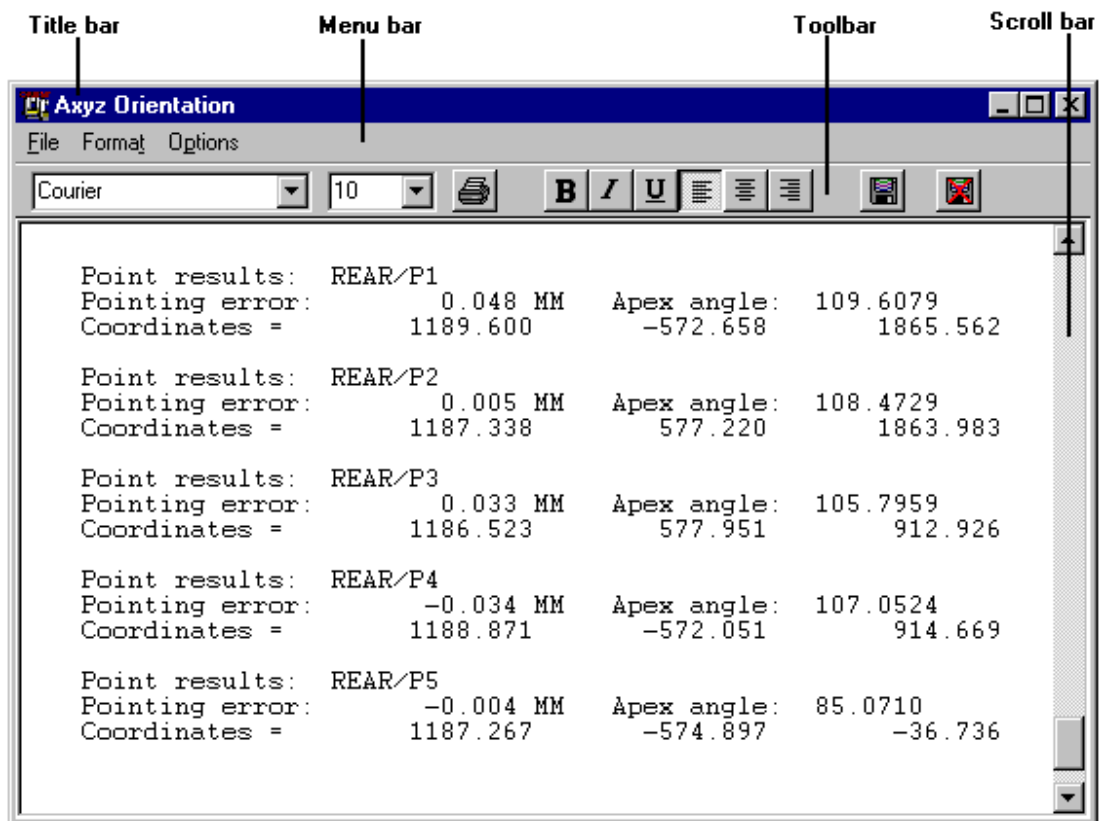 Title bar Menu bar Toolbar Scroll bar
Axyz Orientation
File Format Options
Courier 10 B I U
Point results: REAR/P1
Pointing error: 0.048 MM Apex angle: 109.6079
Coordinates = 1189.600 -572.658 1865.562
Point results: REAR/P2
Pointing error: 0.005 MM Apex angle: 108.4729
Coordinates = 1187.338 577.220 1863.983
Point results: REAR/P3
Pointing error: 0.033 MM Apex angle: 105.7959
Coordinates = 1186.523 577.951 912.926
Point results: REAR/P4
Pointing error: -0.034 MM Apex angle: 107.0524
Coordinates = 1188.871 -572.051 914.669
Point results: REAR/P5
Pointing error: -0.004 MM Apex angle: 85.0710
Coordinates = 1187.267 -574.897 -36.736